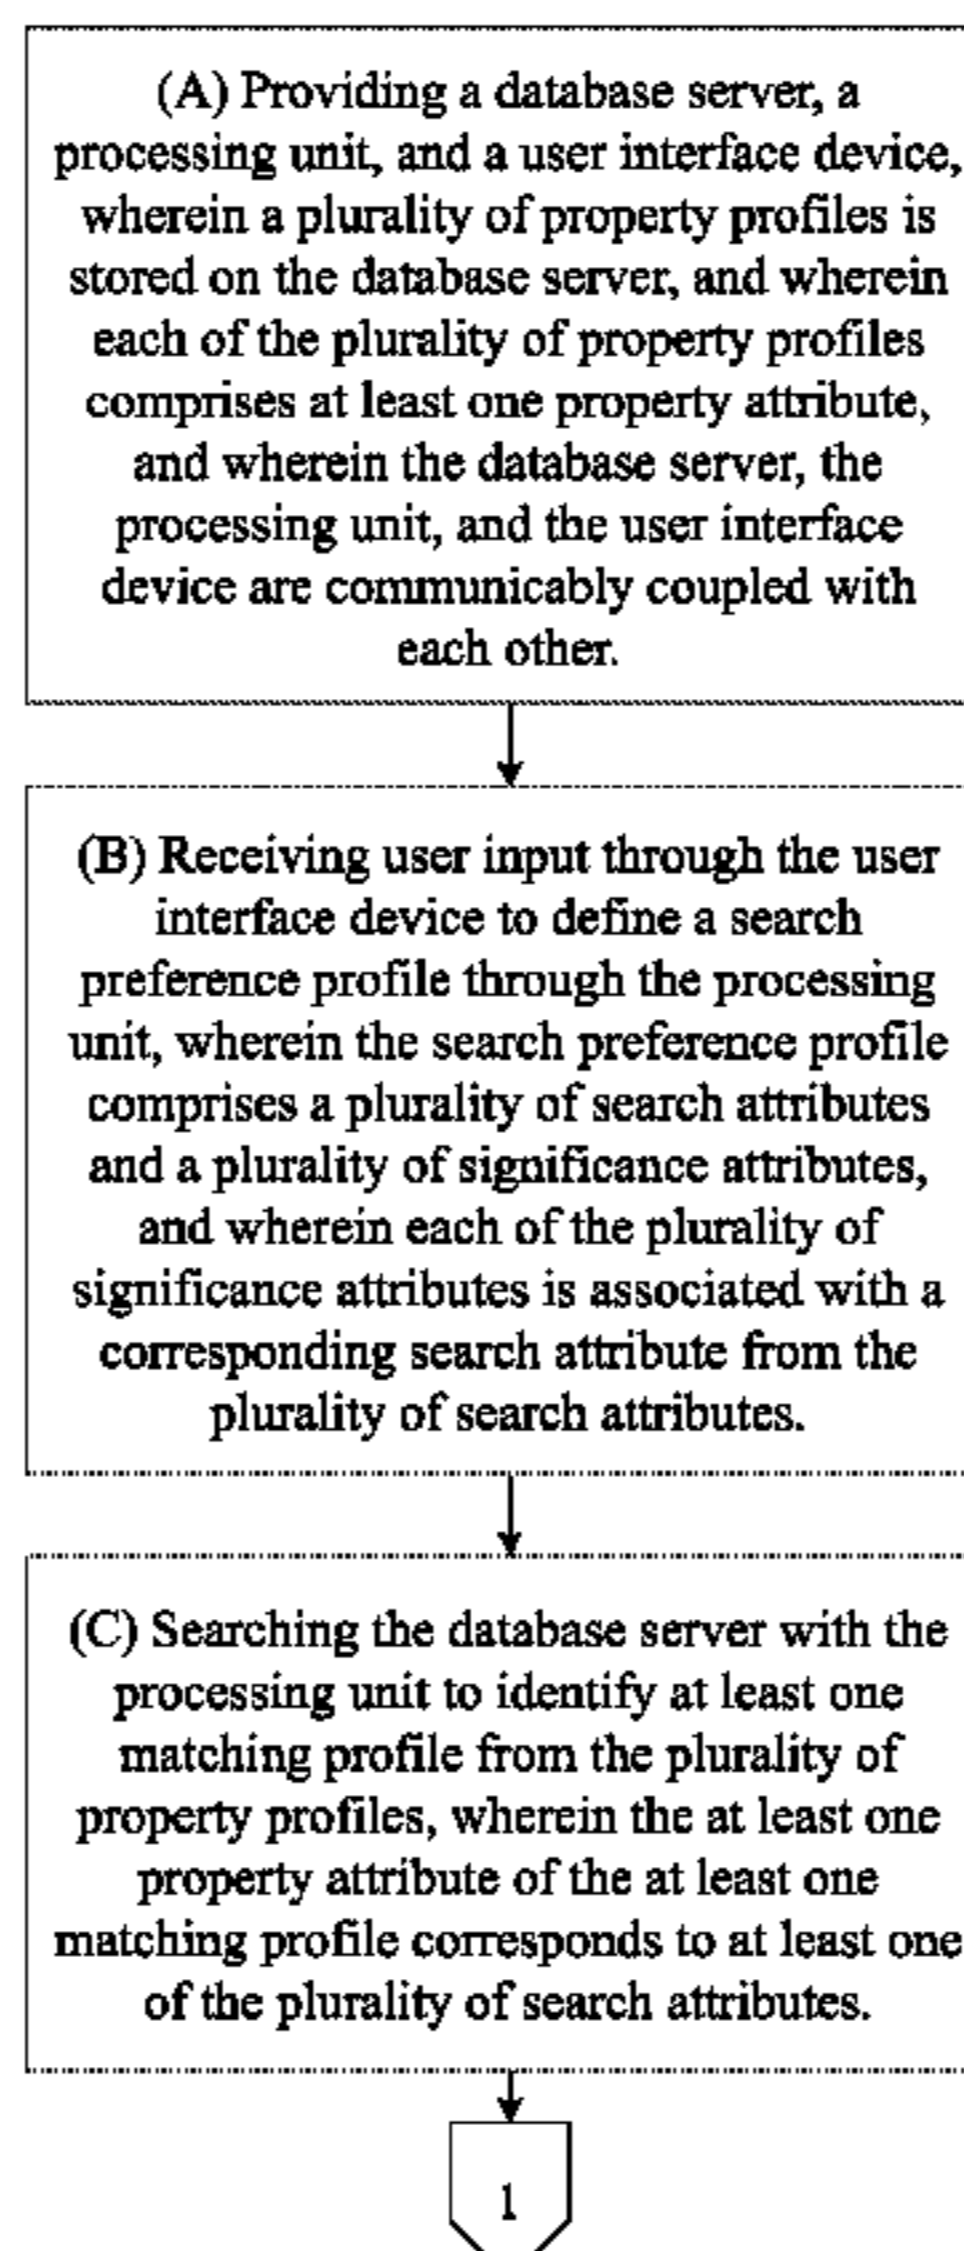 (A) Providing a database server, a
processing unit, and a user interface device,
wherein a plurality of property profiles is
stored on the database server, and wherein
each of the plurality of property profiles
comprises at least one property attribute,
and wherein the database server, the
processing unit, and the user interface
device are communicably coupled with
each other.
(B) Receiving user input through the user
interface device to define a search
preference profile through the processing
unit, wherein the search preference profile
comprises a plurality of search attributes
and a plurality of significance attributes,
and wherein each of the plurality of
significance attributes is associated with a
corresponding search attribute from the
plurality of search attributes.
(C) Searching the database server with the
processing unit to identify at least one
matching profile from the plurality of
property profiles, wherein the at least one
property attribute of the at least one
matching profile corresponds to at least one
of the plurality of search attributes.
1